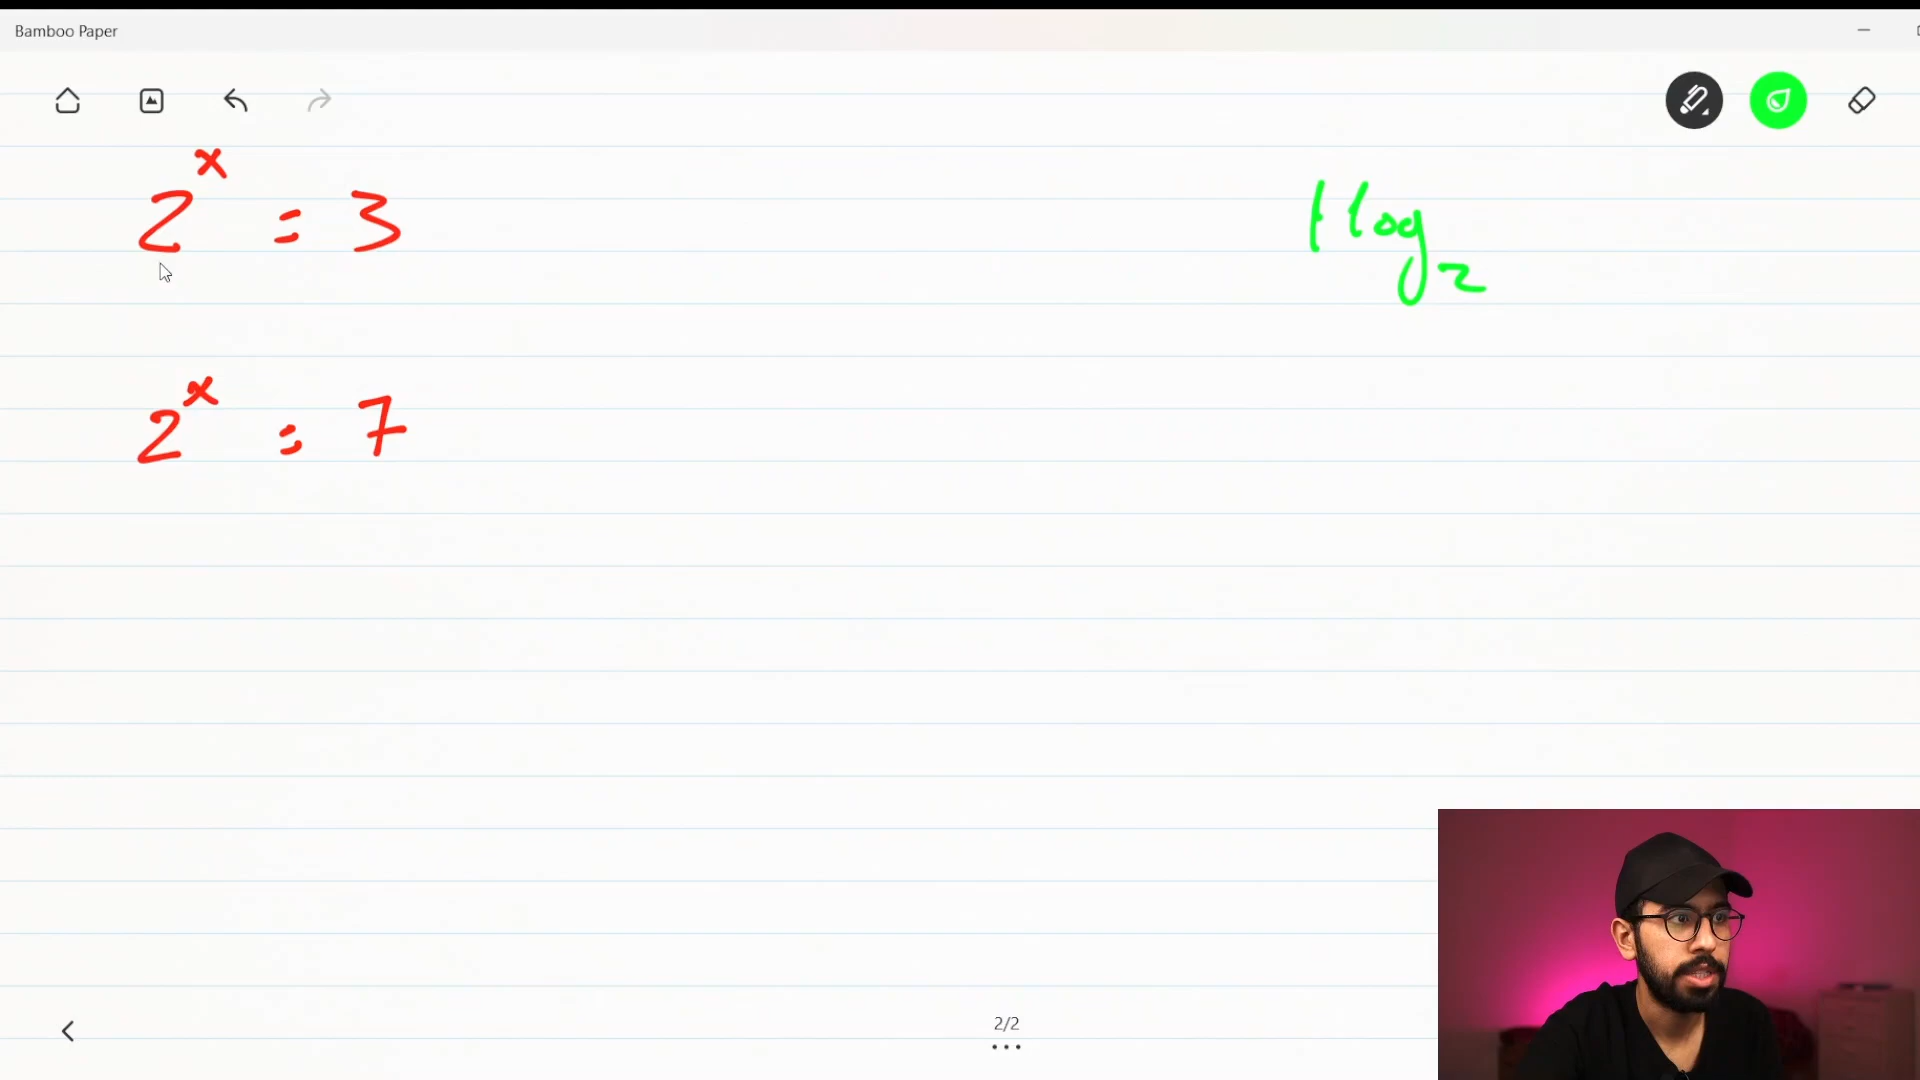 Bamboo Paper
2^x = 3
| log_2
2^x = 7
2/2